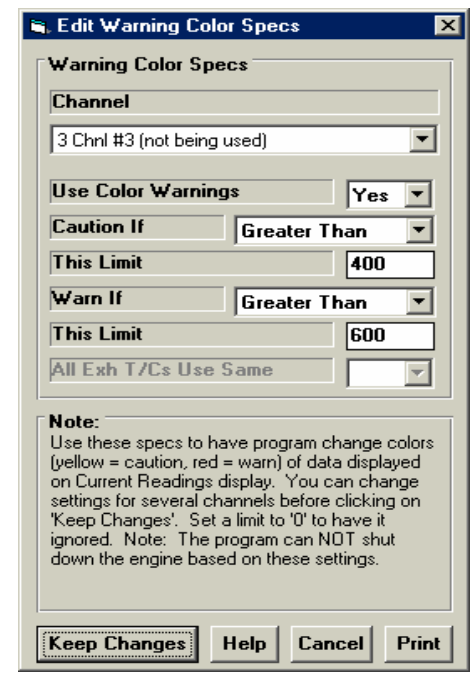 Edit Warning Color Specs
Warning Color Specs
Channel
3 Chnl #3 (not being used)
Use Color Warnings Yes
Caution If Greater Than
This Limit 400
Warn If Greater Than
This Limit 600
All Exh T/Cs Use Same
Note:
Use these specs to have program change colors
(yellow = caution, red = warn) of data displayed
on Current Readings display. You can change
settings for several channels before clicking on
'Keep Changes'. Set a limit to '0' to have it
ignored. Note: The program can NOT shut
down the engine based on these settings.
Keep Changes Help Cancel Print